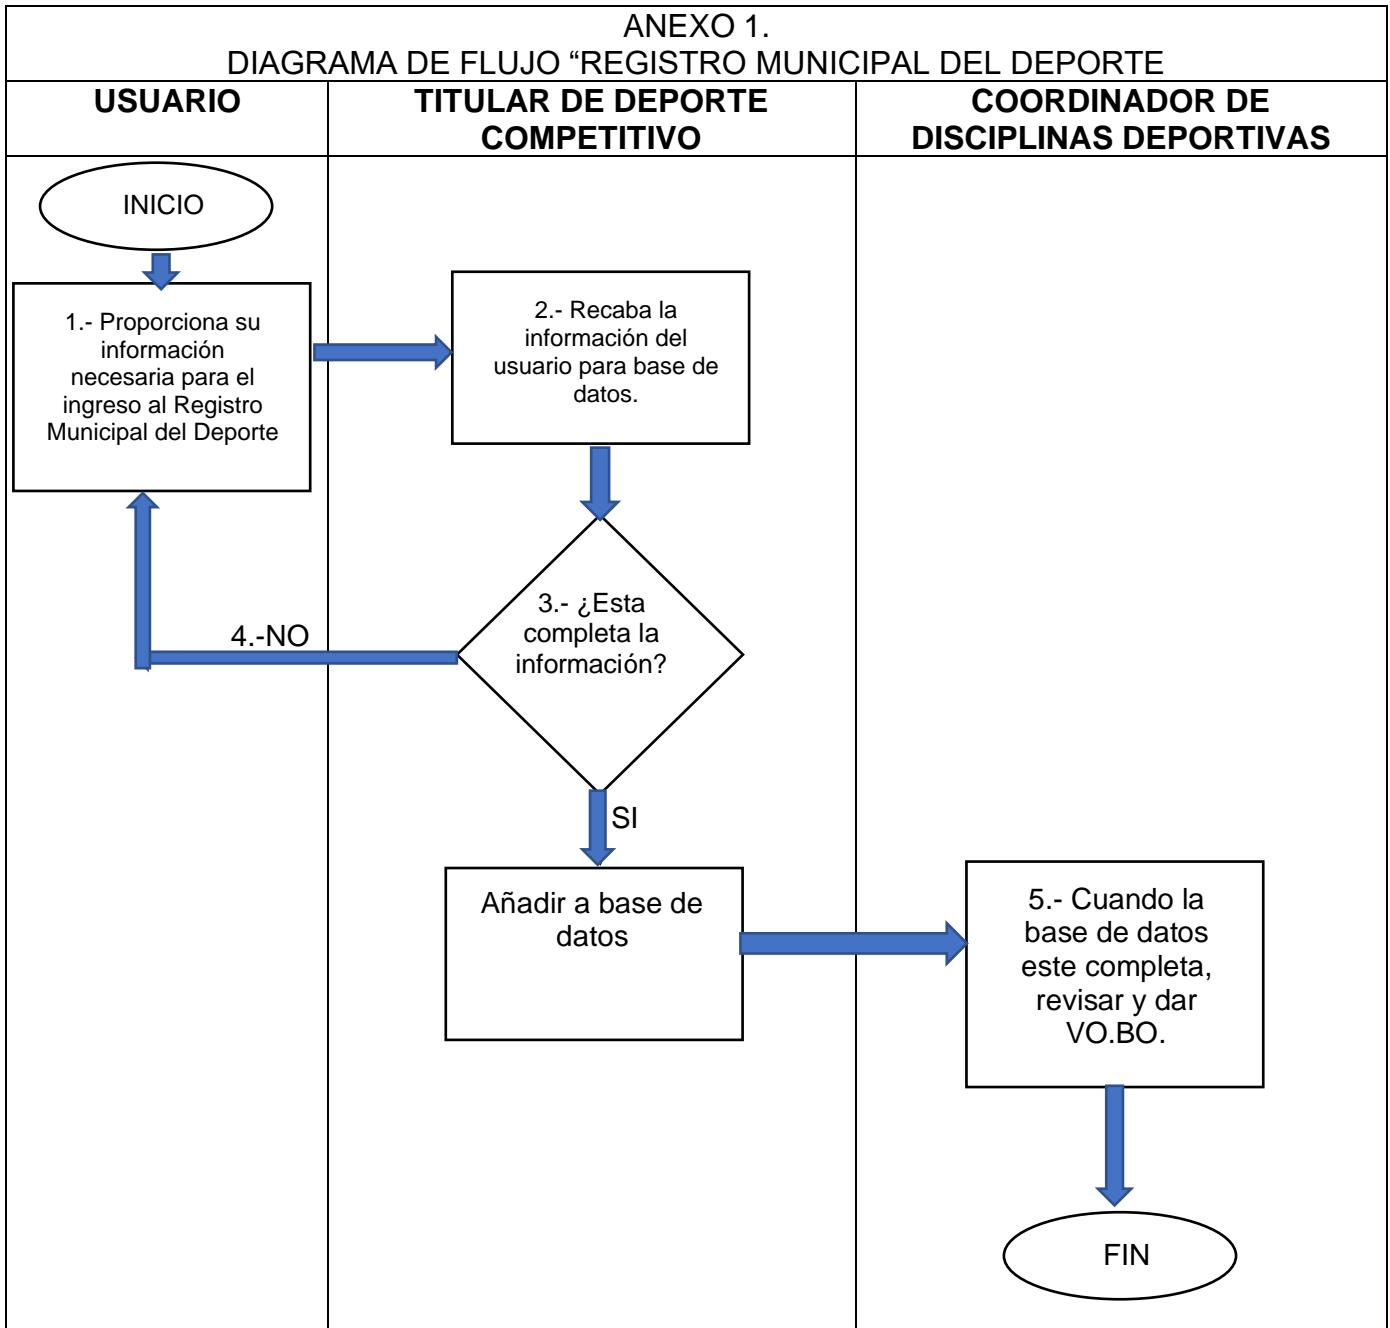 ANEXO 1.
DIAGRAMA DE FLUJO “REGISTRO MUNICIPAL DEL DEPORTE
USUARIO
TITULAR DE DEPORTE
COMPETITIVO
COORDINADOR DE
DISCIPLINAS DEPORTIVAS
INICIO
1.- Proporciona su
información
necesaria para el
ingreso al Registro
Municipal del Deporte
2.- Recaba la
información del
usuario para base de
datos.
3.- ¿Esta
completa la
información?
4.-NO
SI
Añadir a base de
datos
5.- Cuando la
base de datos
este completa,
revisar y dar
VO.BO.
FIN